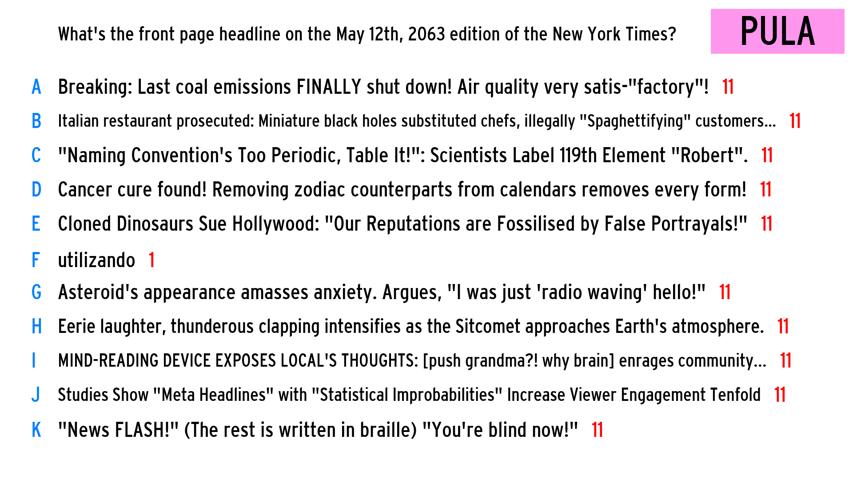 What's the front page headline on the May 12th, 2063 edition of the New York Times?
PULA
A Breaking: Last coal emissions FINALLY shut down! Air quality very satis-"factory"! 11
B Italian restaurant prosecuted: Miniature black holes substituted chefs, illegally "Spaghettifying" customers... 11
C "Naming Convention's Too Periodic, Table It!": Scientists Label 119th Element "Robert". 11
D Cancer cure found! Removing zodiac counterparts from calendars removes every form! 11
E Cloned Dinosaurs Sue Hollywood: "Our Reputations are Fossilised by False Portrayals!" 11
F utilizando 1
G Asteroid's appearance amasses anxiety. Argues, "I was just 'radio waving' hello!" 11
H Eerie laughter, thunderous clapping intensifies as the Sitcomet approaches Earth's atmosphere. 11
I MIND-READING DEVICE EXPOSES LOCAL'S THOUGHTS: [push grandma?! why brain] enrages community... 11
J Studies Show "Meta Headlines" with "Statistical Improbabilities" Increase Viewer Engagement Tenfold 11
K "News FLASH!" (The rest is written in braille) "You're blind now!" 11